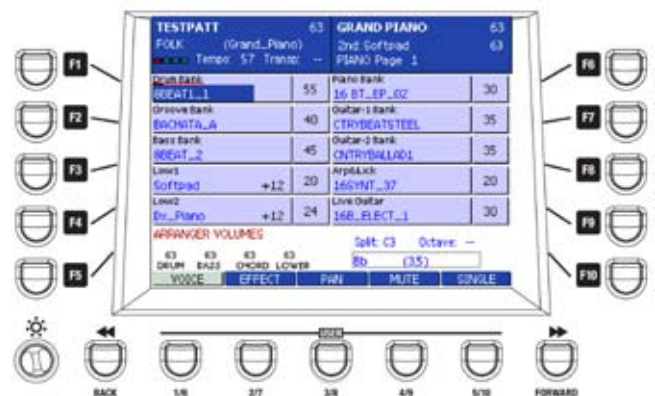 TESTPATT 63
GRAND PIANO 63
FOLK (Grand_Piano)
2nd: Softpad 63
Tempo: 57 Transp: --
PIANO Page 1
F1
F2
F3
F4
F5
Drum Bank
8BEAT1_1 55
Groove Bank
BACHATA_A 40
Bass Bank
88EAT_2 45
Low1
Softpad +12 20
Low2
Dx_Piano +12 24
Piano Bank
16 BT_EP_02 30
Guitar-1 Bank
CTRYBEATSTEEL 35
Guitar-2 Bank
CNTRYBALLAD1 35
Arp&Lick
16SYNT_37 20
Live Guitar
16B_ELECT_1 30
F6
F7
F8
F9
F10
ARRANGER VOLUMES
63 63 63 63
DRUM BASS CHORD LOWER
Split: C3 Octave: --
Bb (35)
VOICE EFFECT PAN MUTE SINGLE
USER
BACK 1/6 2/7 3/8 4/9 5/10 FORWARD